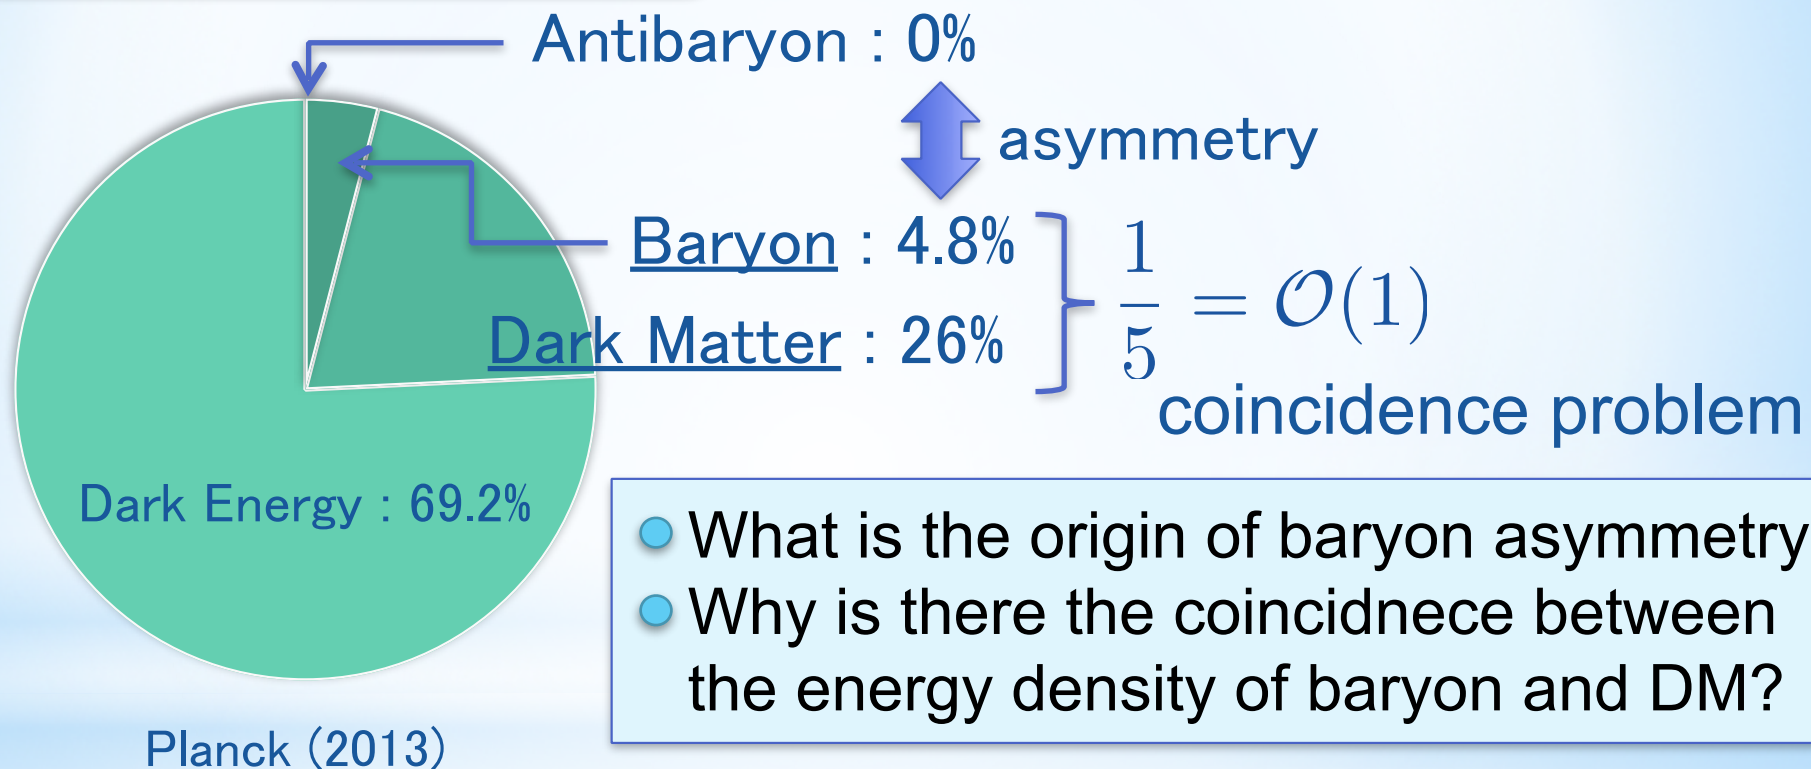 Antibaryon : 0%
asymmetry
Baryon : 4.8%
Dark Matter : 26%
1/5 = O(1)
coincidence problem
Dark Energy : 69.2%
What is the origin of baryon asymmetry
Why is there the coincidnece between
the energy density of baryon and DM?
Planck (2013)